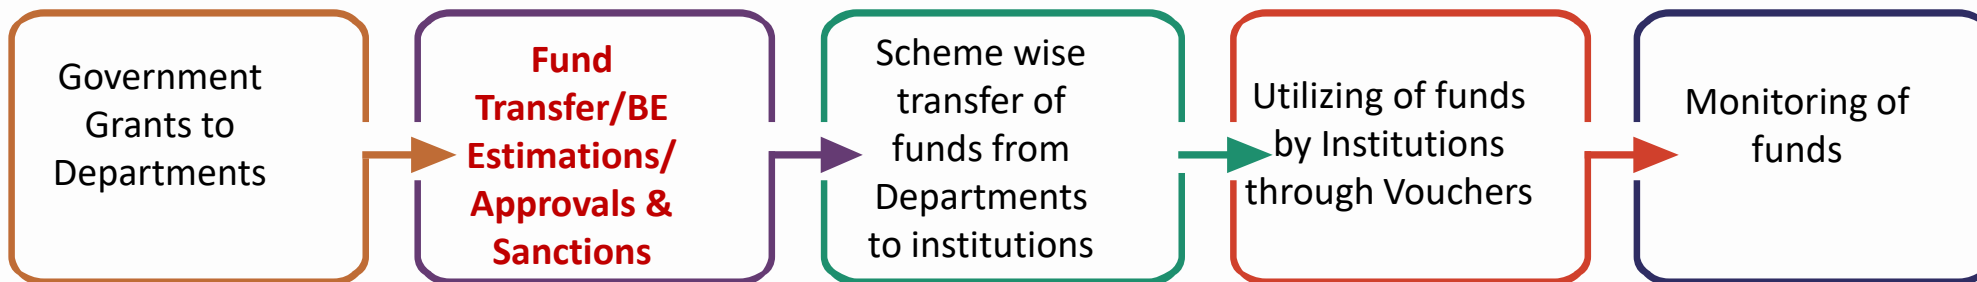 Government
Grants to
Departments
Fund
Transfer/BE
Estimations/
Approvals &
Sanctions
Scheme wise
transfer of
funds from
Departments
to institutions
Utilizing of funds
by Institutions
through Vouchers
Monitoring of
funds